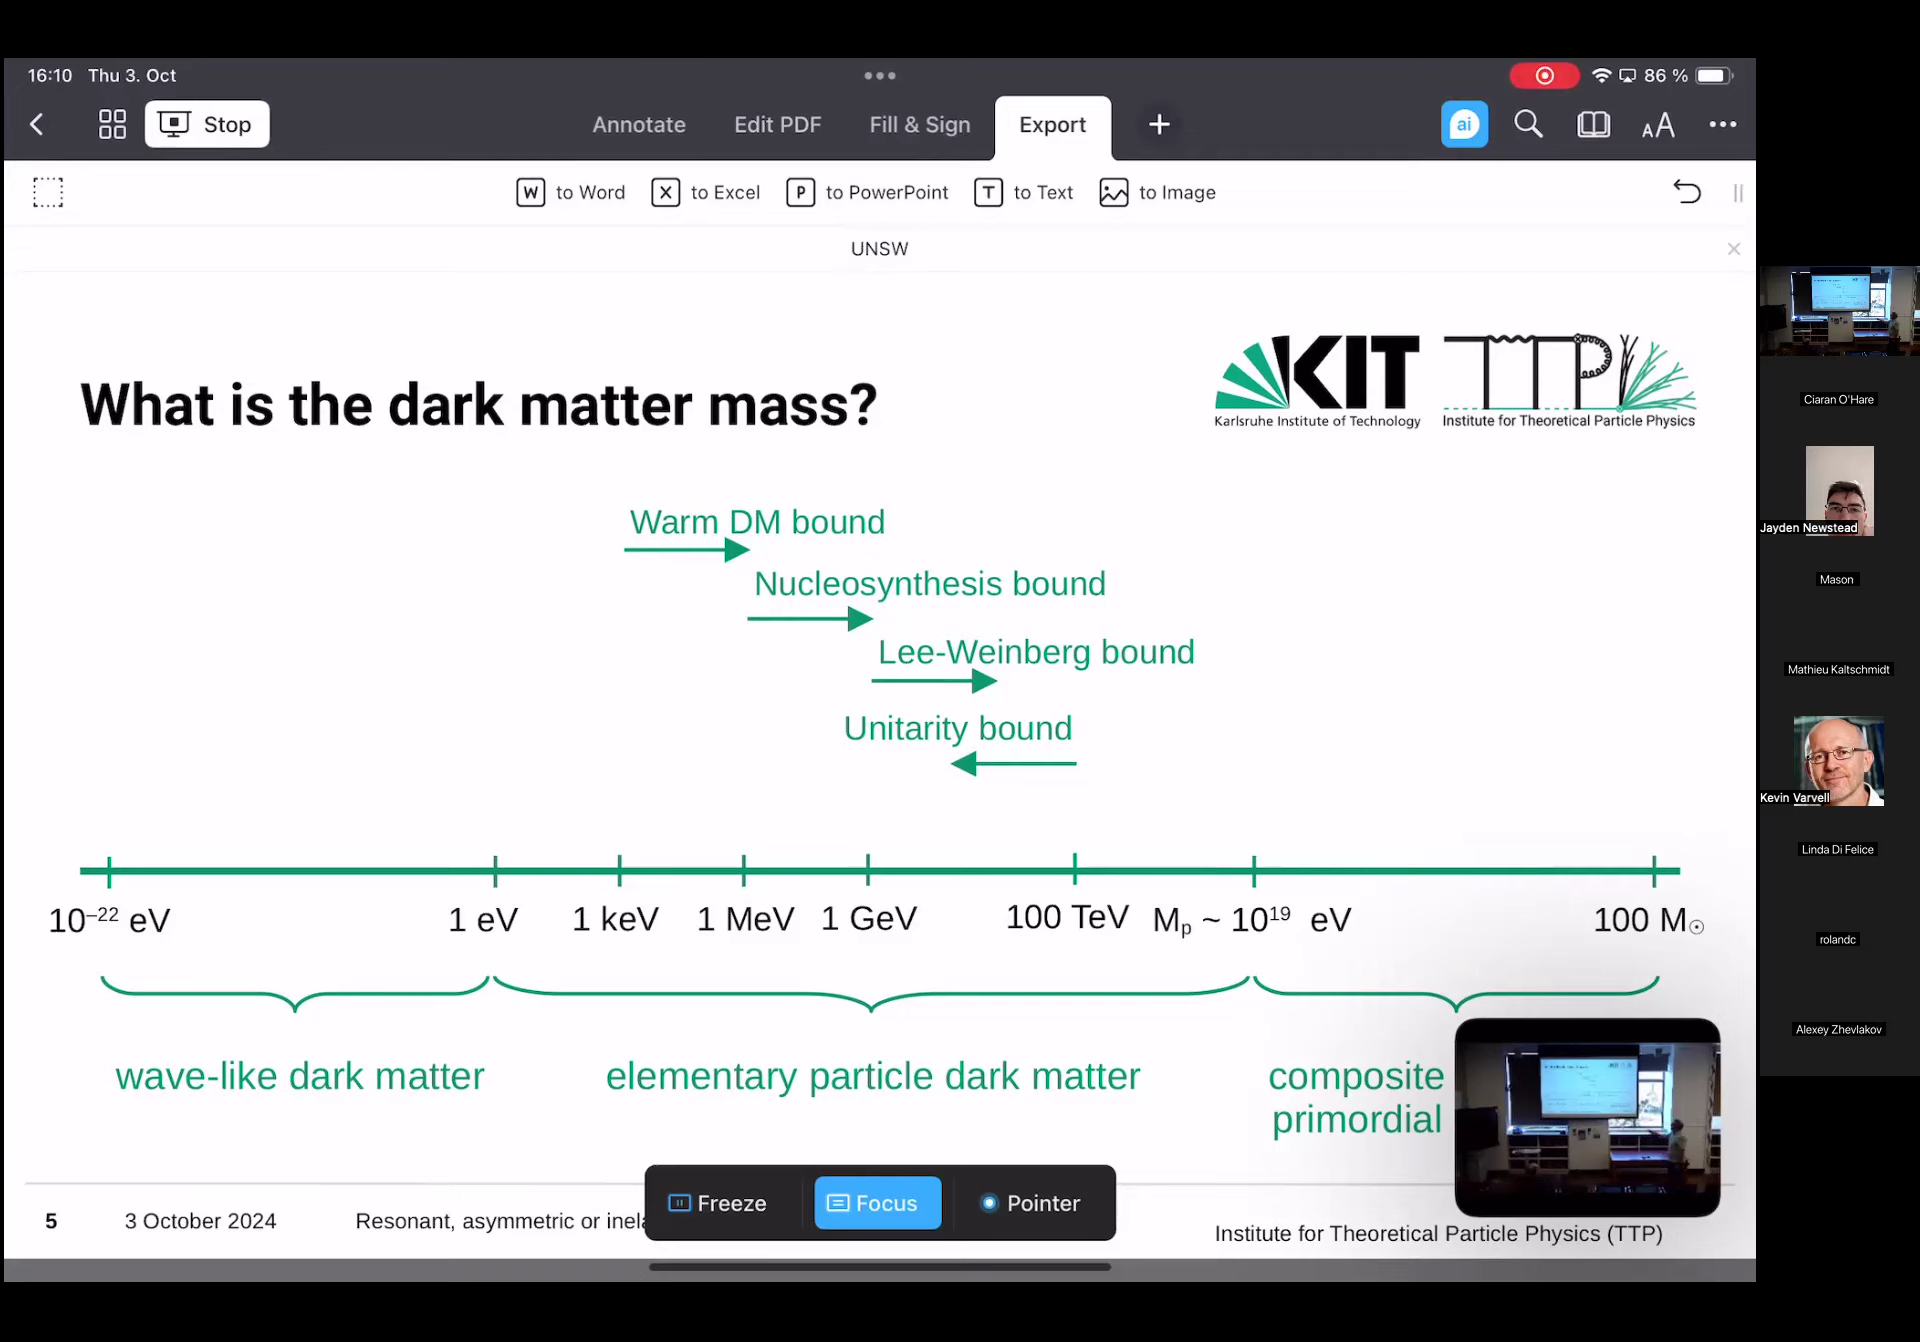 16:10 Thu 3. Oct
86 %
Stop
Annotate
Edit PDF
Fill & Sign
Export
+
ai
AA
W to Word
X to Excel
P to PowerPoint
T to Text
to Image
UNSW
What is the dark matter mass?
KIT
Karlsruhe Institute of Technology
TTP
Institute for Theoretical Particle Physics
Warm DM bound
Nucleosynthesis bound
Lee-Weinberg bound
Unitarity bound
10⁻²² eV
1 eV
1 keV
1 MeV
1 GeV
100 TeV
Mₚ ~ 10¹⁹ eV
100 M☉
wave-like dark matter
elementary particle dark matter
composite
primordial
Freeze
Focus
Pointer
5
3 October 2024
Resonant, asymmetric or inela
Institute for Theoretical Particle Physics (TTP)
Ciaran O'Hare
Jayden Newstead
Mason
Mathieu Kaltschmidt
Kevin Varvell
Linda Di Felice
rolandc
Alexey Zhevlakov